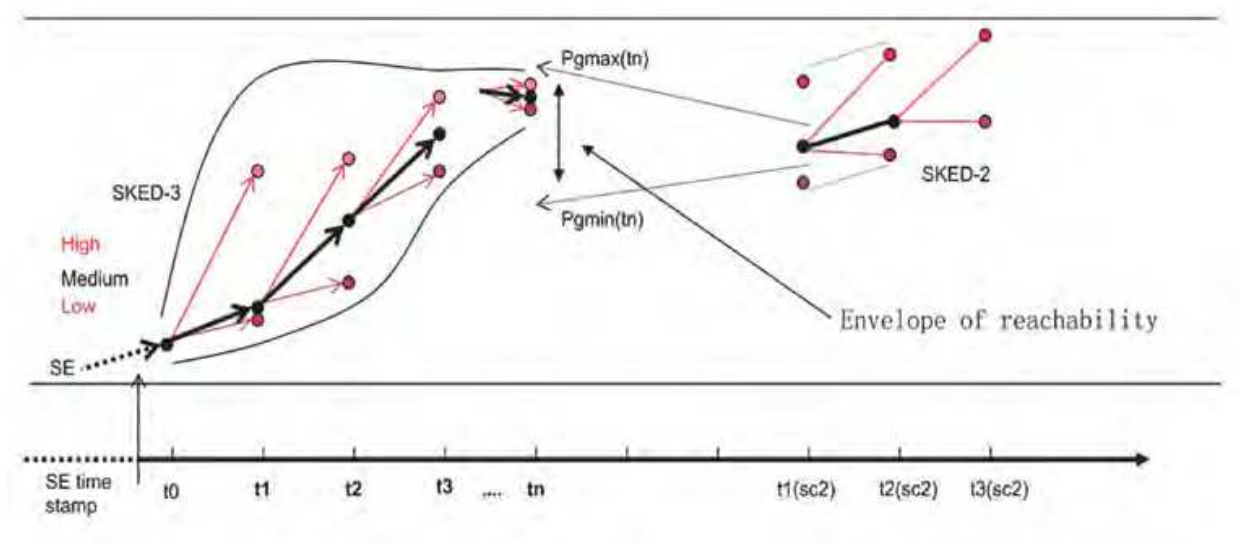 Pgmax(tn)
SKED-3
SKED-2
Pgmin(tn)
High
Medium
Low
Envelope of reachability
SE
SE time
stamp
t0
t1
t2
t3
....
tn
t1(sc2)
t2(sc2)
t3(sc2)